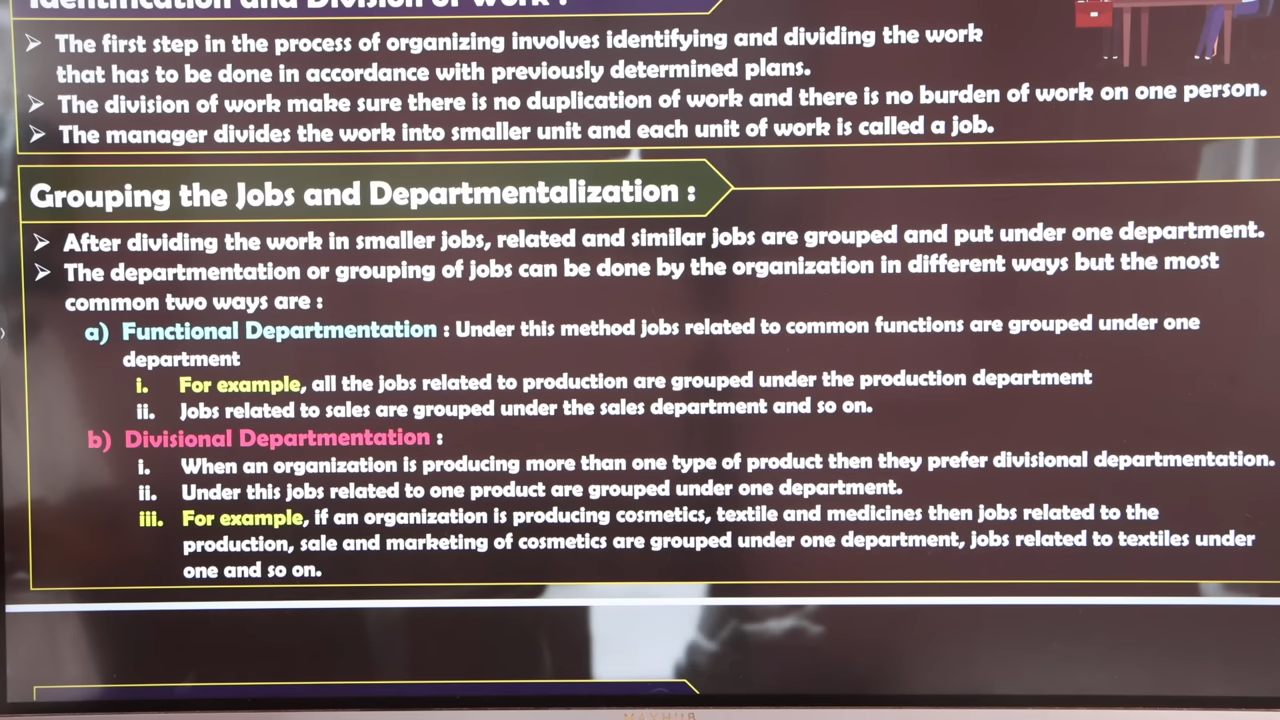 Identification and Division of work :
➢ The first step in the process of organizing involves identifying and dividing the work
that has to be done in accordance with previously determined plans.
➢ The division of work make sure there is no duplication of work and there is no burden of work on one person.
➢ The manager divides the work into smaller unit and each unit of work is called a job.
Grouping the Jobs and Departmentalization :
➢ After dividing the work in smaller jobs, related and similar jobs are grouped and put under one department.
➢ The departmentation or grouping of jobs can be done by the organization in different ways but the most
common two ways are :
a) Functional Departmentation : Under this method jobs related to common functions are grouped under one
department
i. For example, all the jobs related to production are grouped under the production department
ii. Jobs related to sales are grouped under the sales department and so on.
b) Divisional Departmentation :
i. When an organization is producing more than one type of product then they prefer divisional departmentation.
ii. Under this jobs related to one product are grouped under one department.
iii. For example, if an organization is producing cosmetics, textile and medicines then jobs related to the
production, sale and marketing of cosmetics are grouped under one department, jobs related to textiles under
one and so on.
MAXHUB